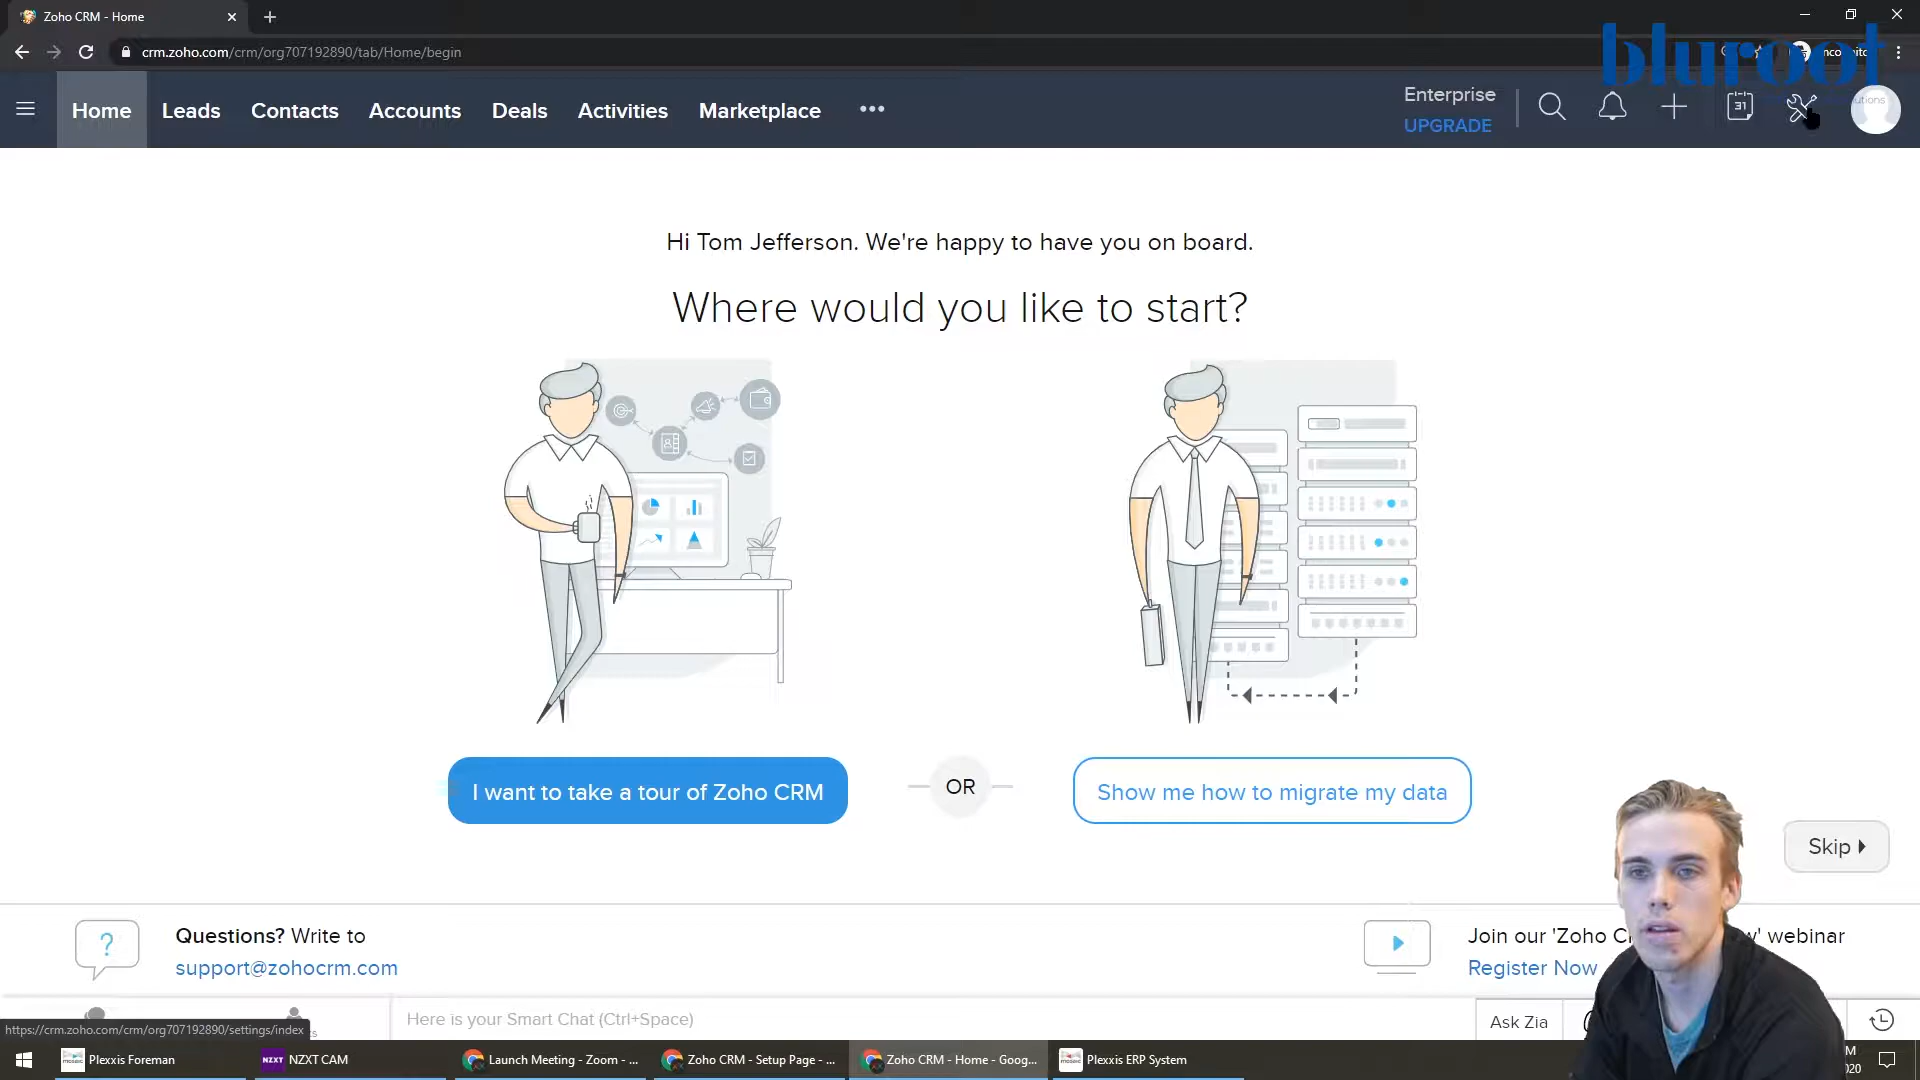 Zoho CRM - Home
crm.zoho.com/crm/org707192890/tab/Home/begin
bluroot
Home
Leads
Contacts
Accounts
Deals
Activities
Marketplace
Enterprise
UPGRADE
31
Hi Tom Jefferson. We're happy to have you on board.
Where would you like to start?
I want to take a tour of Zoho CRM
OR
Show me how to migrate my data
Skip
Questions? Write to
support@zohocrm.com
Join our 'Zoho webinar
Register Now
Here is your Smart Chat (Ctrl+Space)
Ask Zia
https://crm.zoho.com/crm/org707192890/settings/index
Plexxis Foreman
NZXT CAM
Launch Meeting - Zoom - ...
Zoho CRM - Setup Page - ...
Zoho CRM - Home - Goog...
Plexxis ERP System